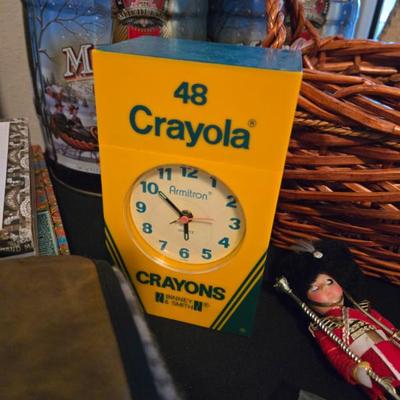 48
Crayola®
12
11
1
10
2
Armitron®
9
3
8
4
7
5
6
CRAYONS
BINNEY
& SMITH®